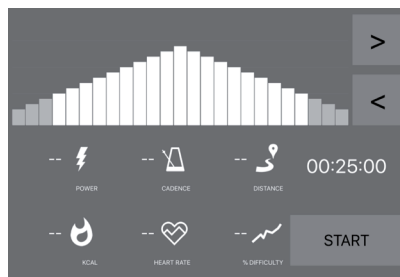 >
<
--
--
--
00:25:00
POWER
CADENCE
DISTANCE
--
--
--
START
KCAL
HEART RATE
% DIFFICULTY